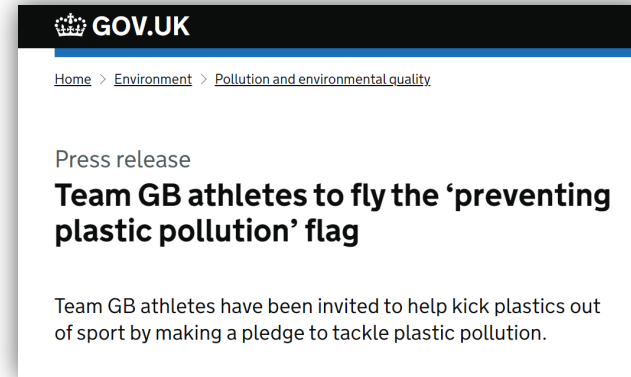 GOV.UK
Home > Environment > Pollution and environmental quality
Press release
Team GB athletes to fly the ‘preventing
plastic pollution’ flag
Team GB athletes have been invited to help kick plastics out
of sport by making a pledge to tackle plastic pollution.